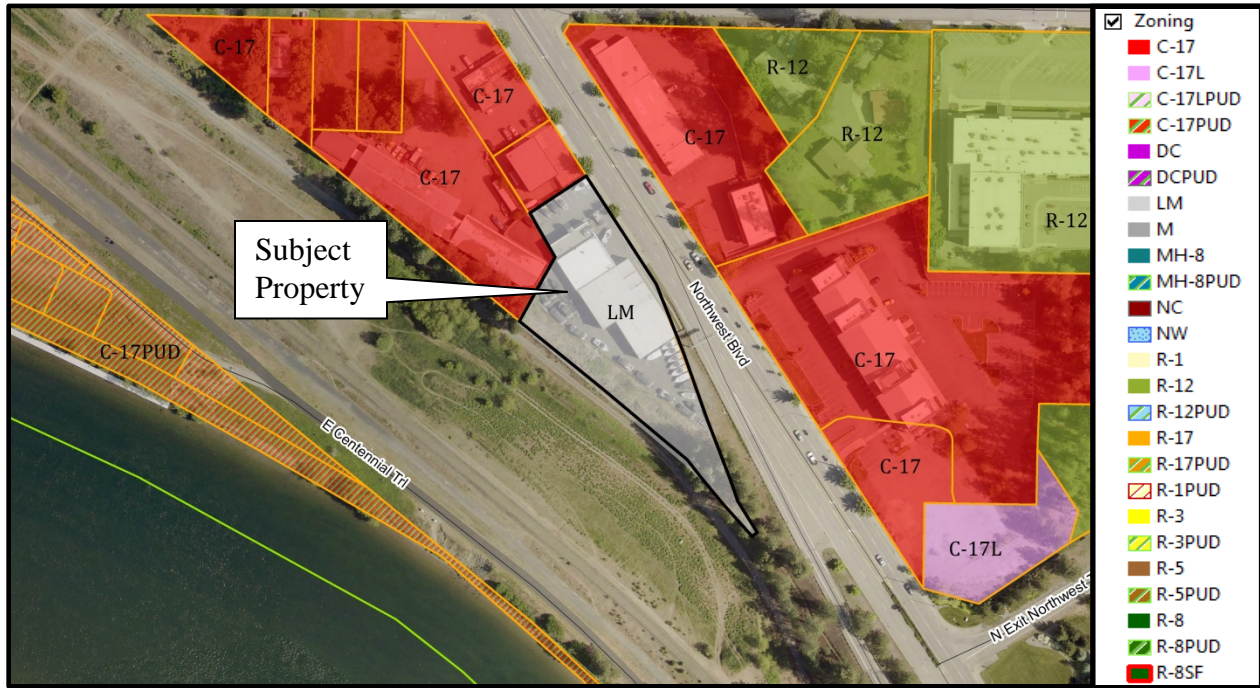 C-17
C-17
C-17
C-17
R-12
R-12
R-12
Subject
Property
LM
Northwest Blvd
C-17PUD
E Centennial Trl
C-17
C-17
C-17L
N Exit Northwest
Zoning
C-17
C-17L
C-17LPUD
C-17PUD
DC
DCPUD
LM
M
MH-8
MH-8PUD
NC
NW
R-1
R-12
R-12PUD
R-17
R-17PUD
R-1PUD
R-3
R-3PUD
R-5
R-5PUD
R-8
R-8PUD
R-8SF